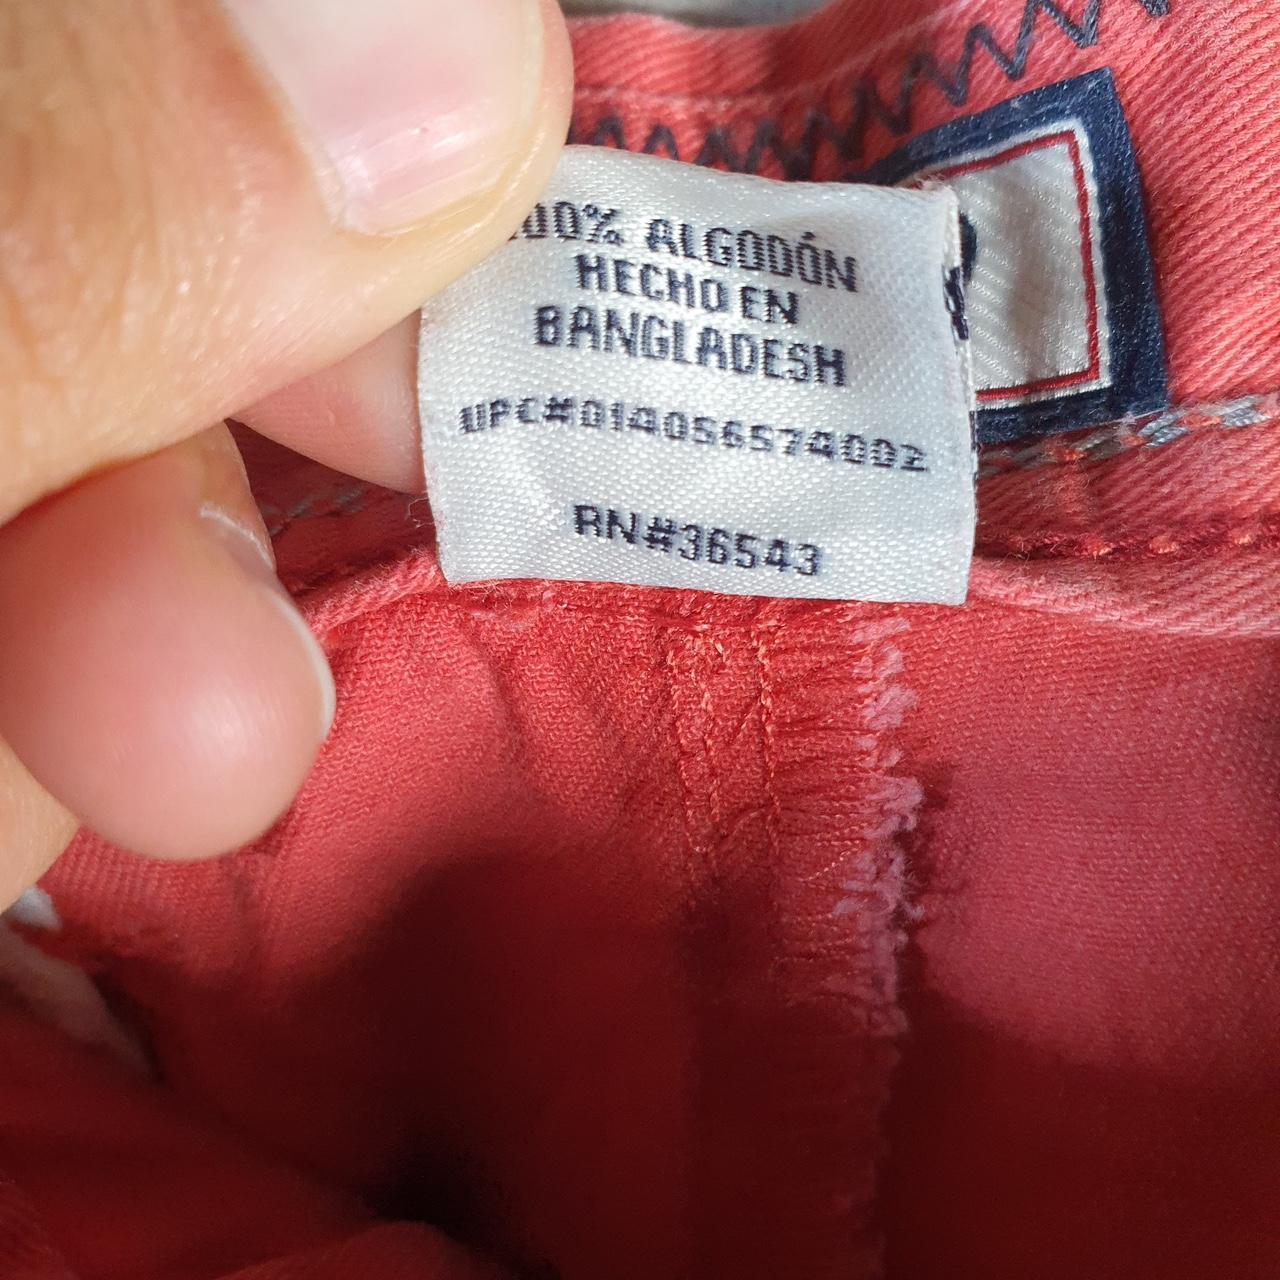 100% ALGODÓN
HECHO EN
BANGLADESH
UPC#014056574002
RN#36543